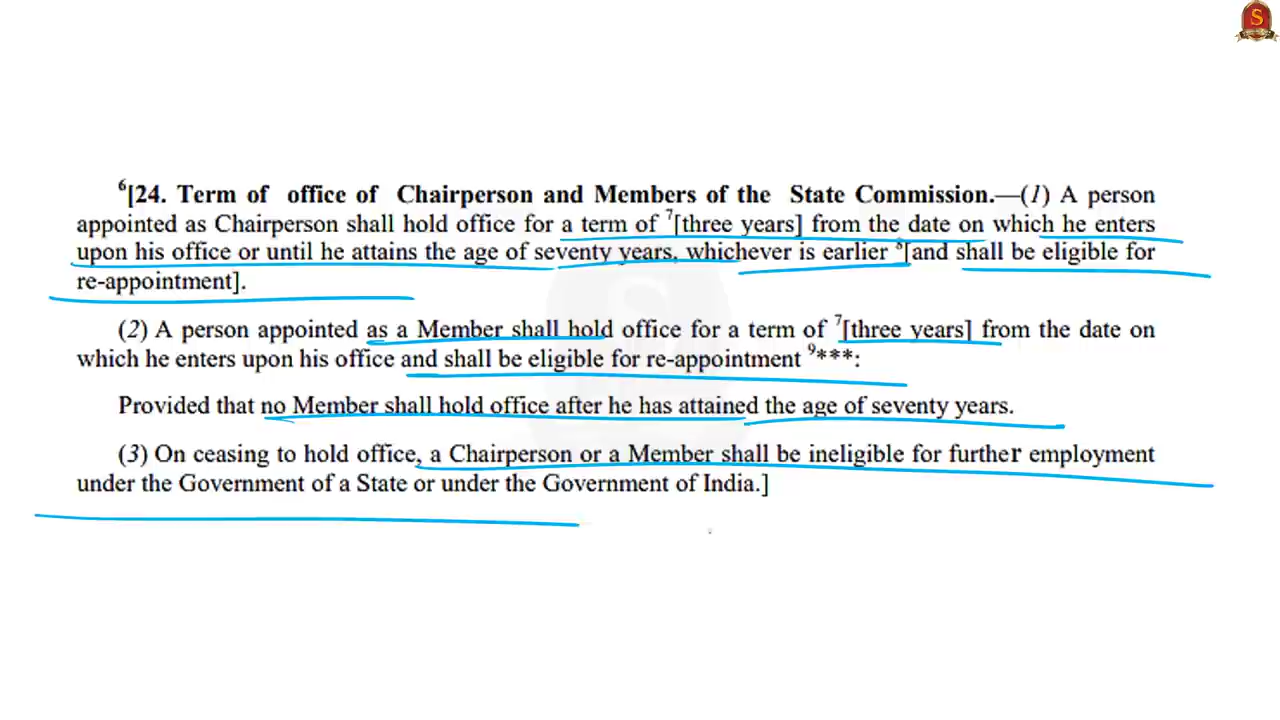 S
⁶[24. Term of office of Chairperson and Members of the State Commission.—(1) A person
appointed as Chairperson shall hold office for a term of ⁷[three years] from the date on which he enters
upon his office or until he attains the age of seventy years, whichever is earlier ⁸[and shall be eligible for
re-appointment].
(2) A person appointed as a Member shall hold office for a term of ⁷[three years] from the date on
which he enters upon his office and shall be eligible for re-appointment ⁹***:
Provided that no Member shall hold office after he has attained the age of seventy years.
(3) On ceasing to hold office, a Chairperson or a Member shall be ineligible for further employment
under the Government of a State or under the Government of India.]